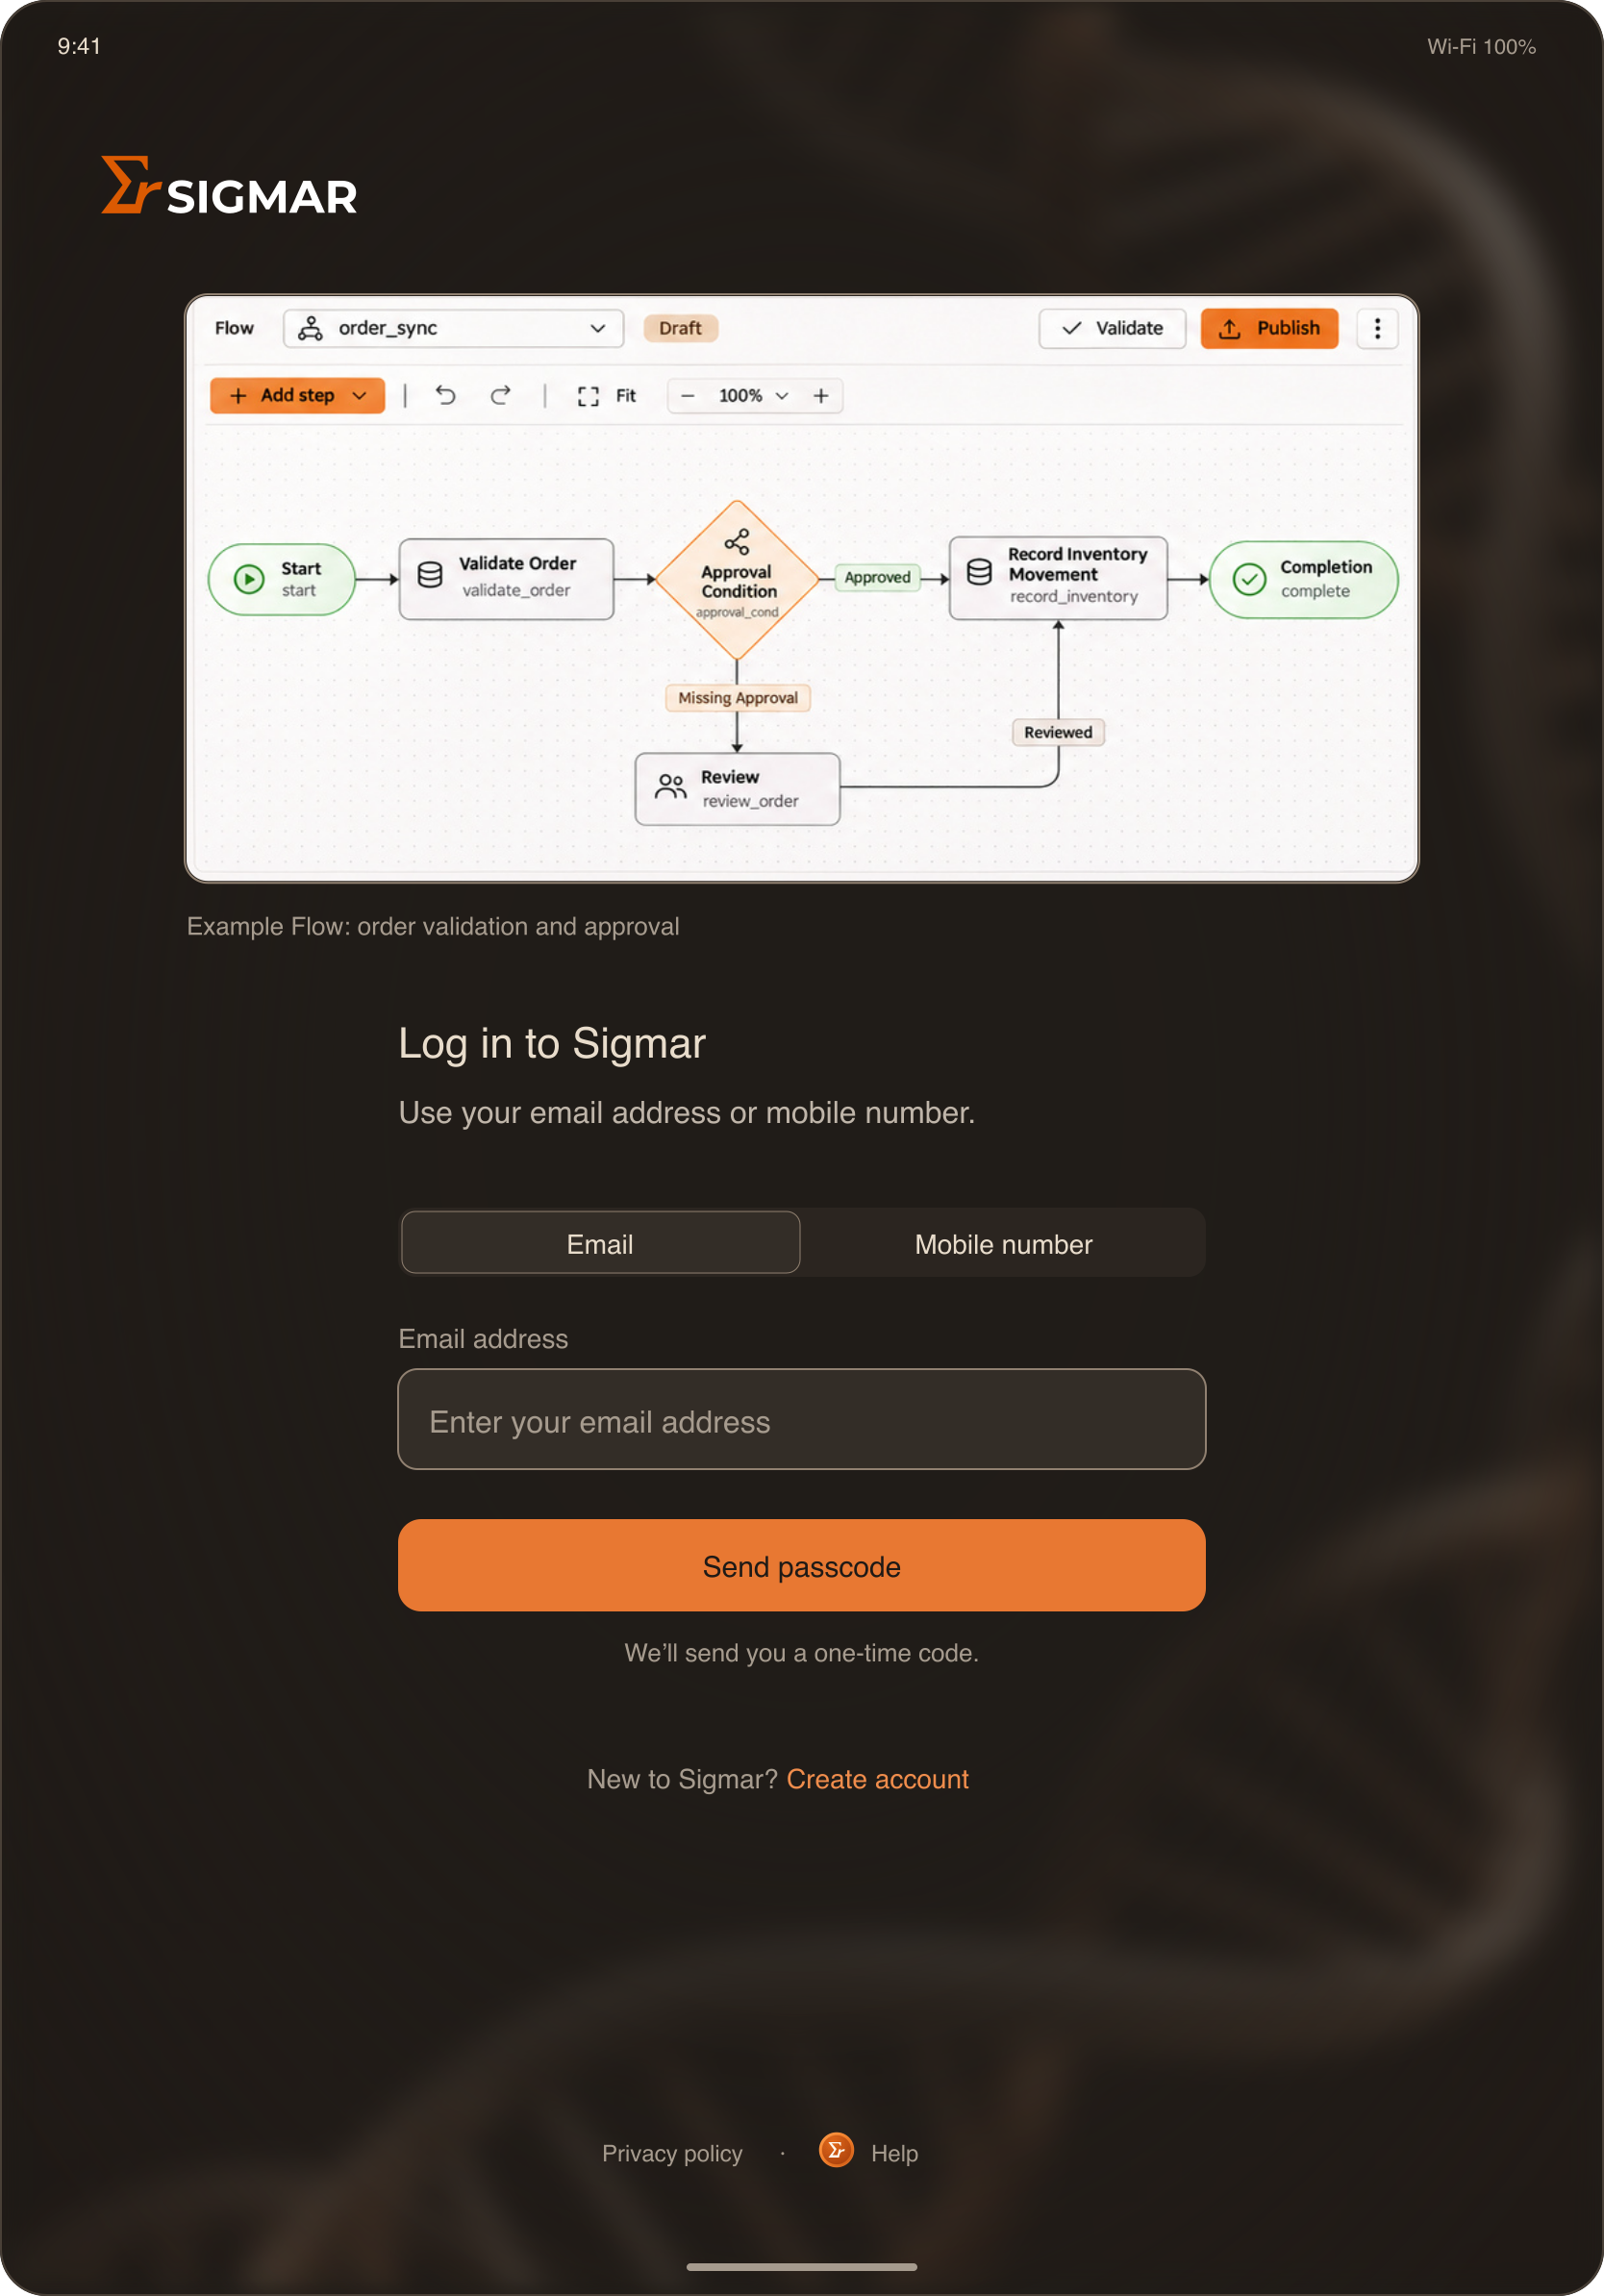 9:41
Wi-Fi 100%
Σr SIGMAR
Flow
order_sync
Draft
Validate
Publish
Add step
Fit
100%
Start
start
Validate Order
validate_order
Approval
Condition
approval_cond
Approved
Record Inventory
Movement
record_inventory
Completion
complete
Missing Approval
Reviewed
Review
review_order
Example Flow: order validation and approval
Log in to Sigmar
Use your email address or mobile number.
Email
Mobile number
Email address
Enter your email address
Send passcode
We’ll send you a one-time code.
New to Sigmar? Create account
Privacy policy · Σr Help